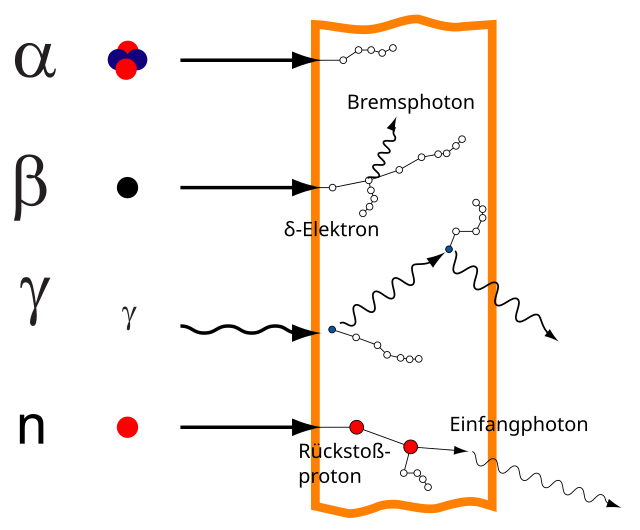 α
Bremsphoton
β
δ-Elektron
γ
γ
n
Einfangphoton
Rückstoß-
proton